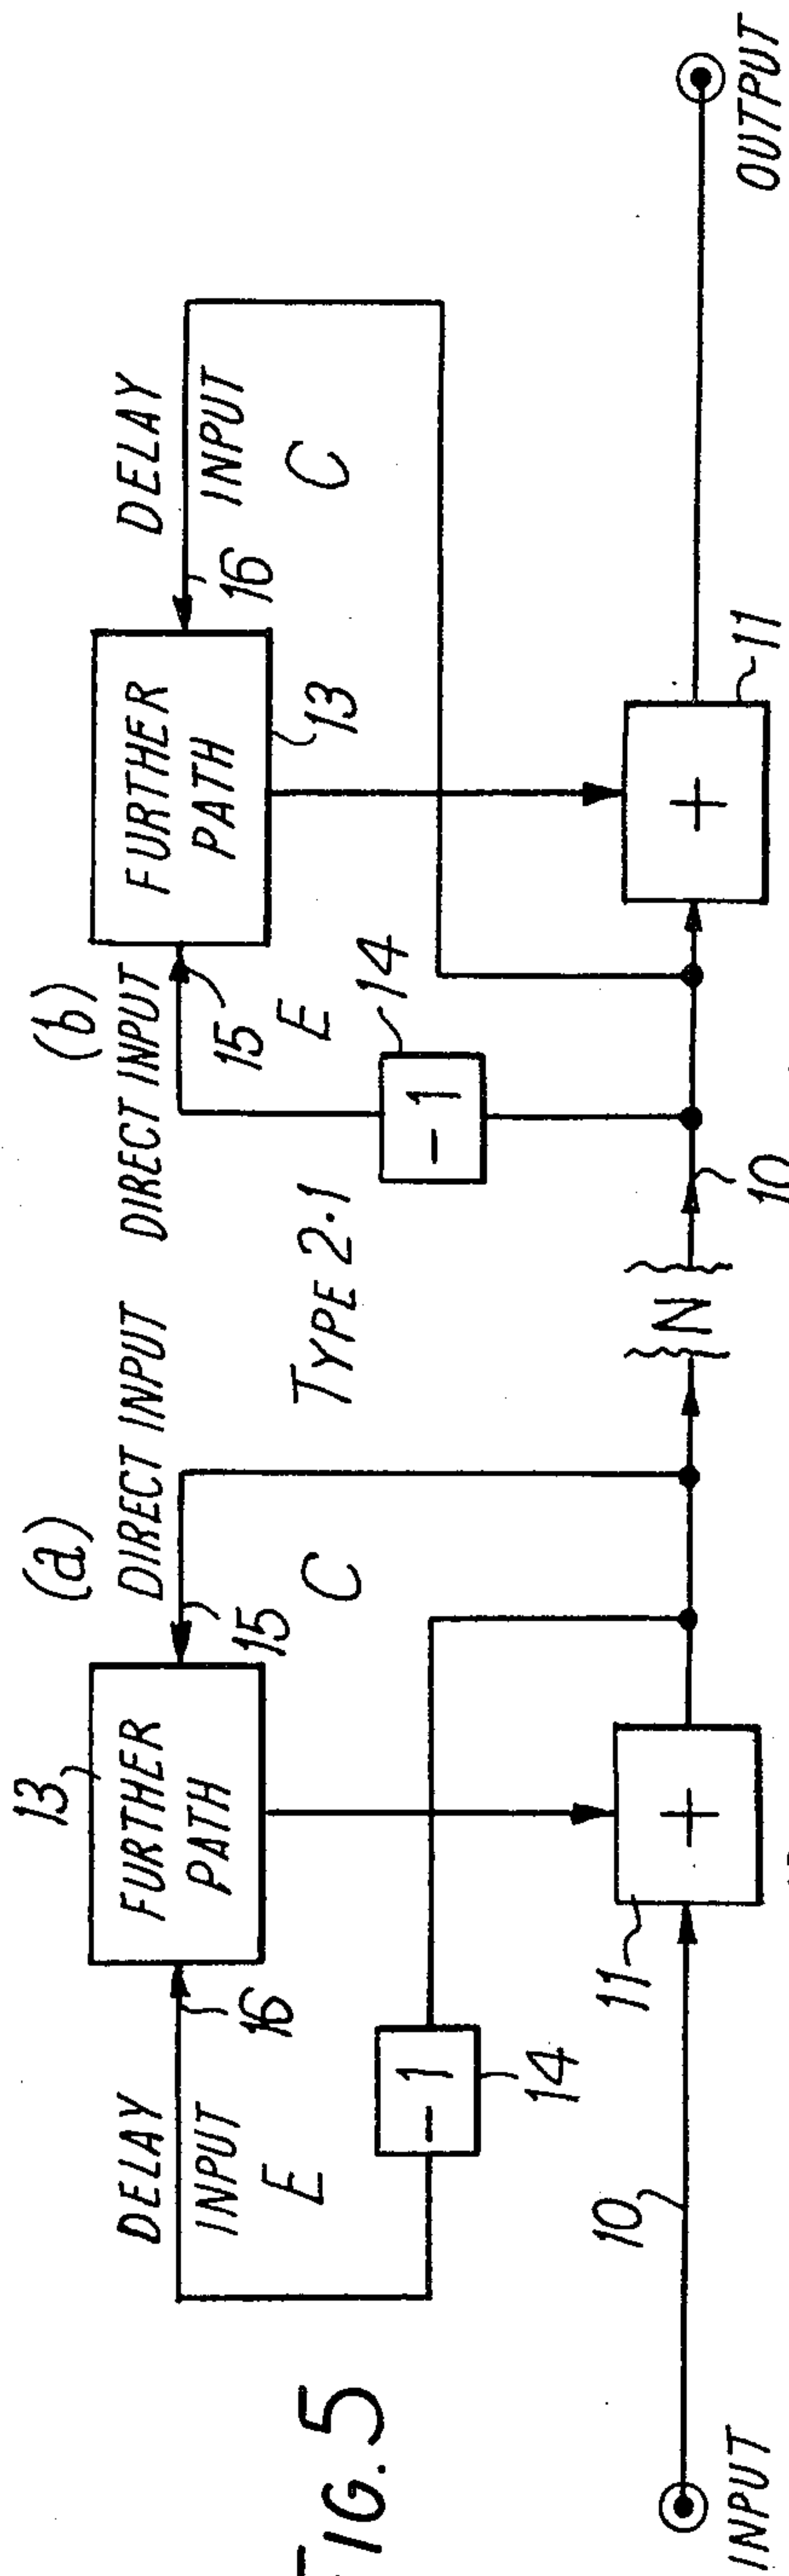 FIG. 5
(a)
(b)
13
DELAY
INPUT
16
E
FURTHER
PATH
DIRECT INPUT
15
C
14
- 1
TYPE 2·1
DIRECT INPUT
15
E
14
- 1
FURTHER
PATH
13
DELAY
INPUT
16
C
INPUT
10
11
+
N
10
+
11
OUTPUT